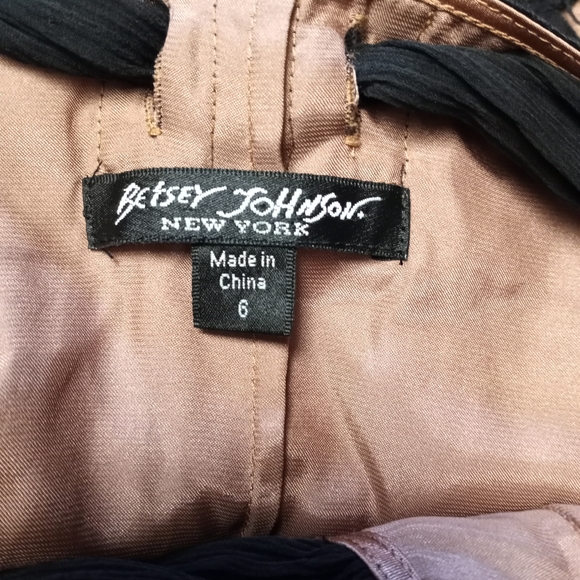 BETSEY JOHNSON.
NEW YORK
Made in
China
6